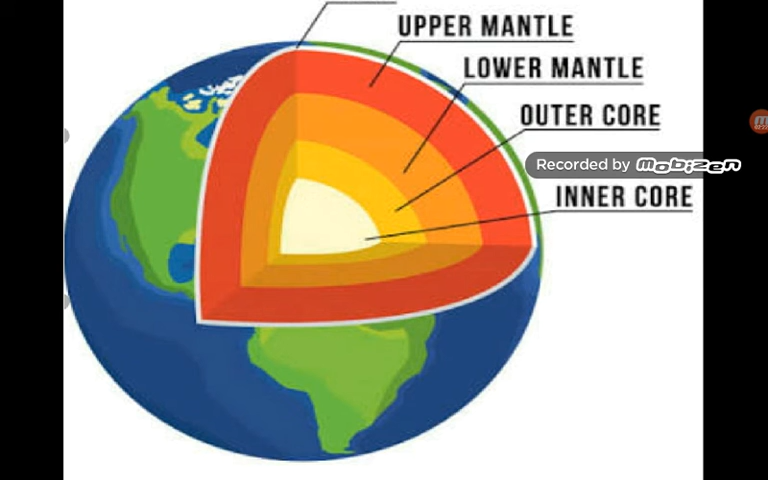 UPPER MANTLE
LOWER MANTLE
OUTER CORE
Recorded by mobizen
INNER CORE